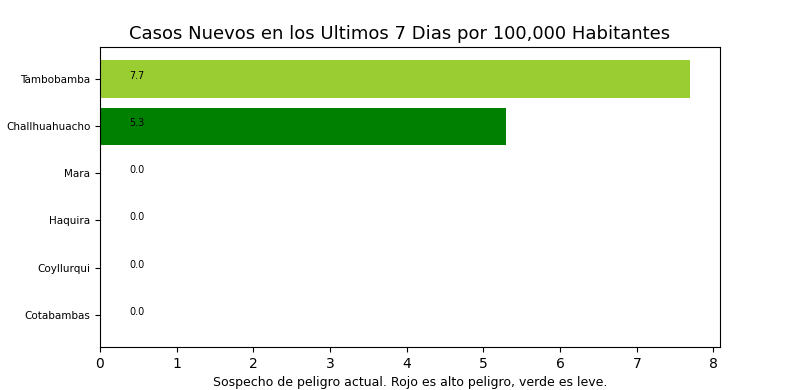 Casos Nuevos en los Ultimos 7 Dias por 100,000 Habitantes
Tambobamba 7.7
Challhuahuacho 5.3
Mara 0.0
Haquira 0.0
Coyllurqui 0.0
Cotabambas 0.0
0 1 2 3 4 5 6 7 8
Sospecho de peligro actual. Rojo es alto peligro, verde es leve.